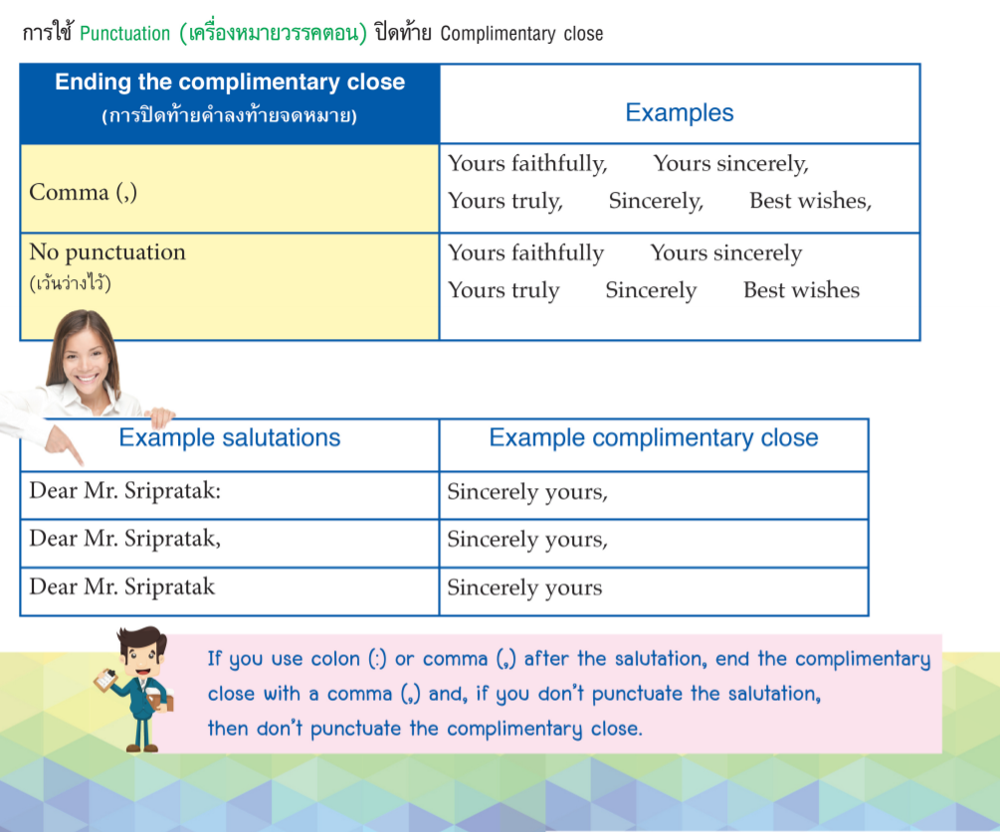 การใช้ Punctuation (เครื่องหมายวรรคตอน) ปิดท้าย Complimentary close
Ending the complimentary close
(การปิดท้ายคำลงท้ายจดหมาย)
Examples
Comma (,)
Yours faithfully, Yours sincerely,
Yours truly, Sincerely, Best wishes,
No punctuation
(เว้นว่างไว้)
Yours faithfully Yours sincerely
Yours truly Sincerely Best wishes
Example salutations Example complimentary close
Dear Mr. Sripratak: Sincerely yours,
Dear Mr. Sripratak, Sincerely yours,
Dear Mr. Sripratak Sincerely yours
If you use colon (:) or comma (,) after the salutation, end the complimentary
close with a comma (,) and, if you don't punctuate the salutation,
then don't punctuate the complimentary close.